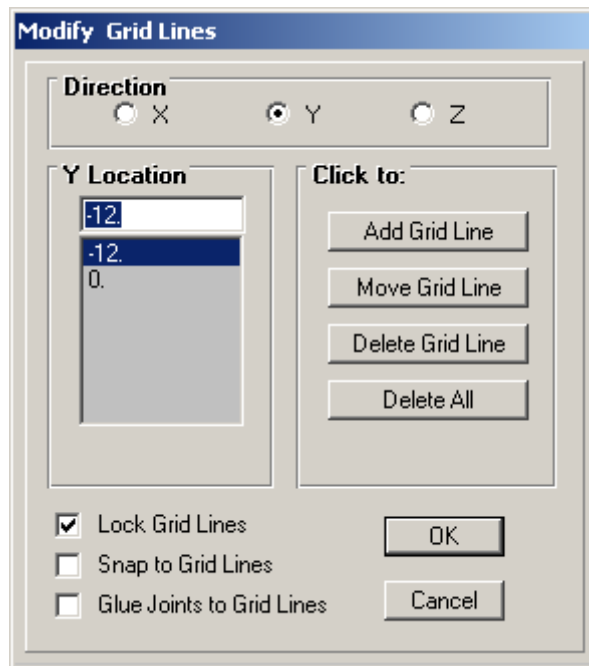 Modify Grid Lines
Direction
X Y Z
Y Location
-12.
-12.
0.
Click to:
Add Grid Line
Move Grid Line
Delete Grid Line
Delete All
Lock Grid Lines
Snap to Grid Lines
Glue Joints to Grid Lines
OK
Cancel